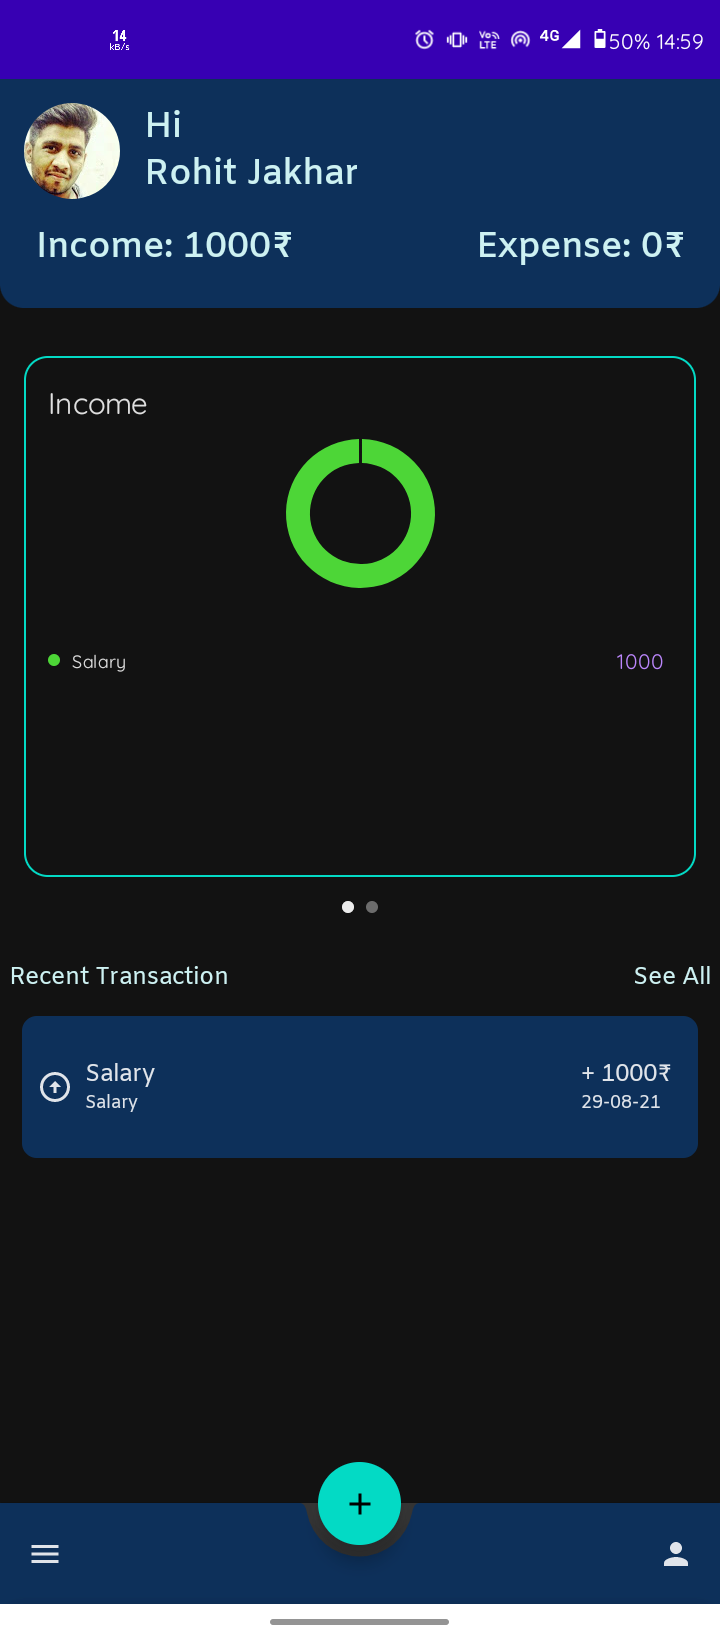 14
kB/s
Vo LTE 4G 50% 14:59
Hi
Rohit Jakhar
Income: 1000₹ Expense: 0₹
Income
Salary 1000
Recent Transaction See All
Salary + 1000₹
Salary 29-08-21